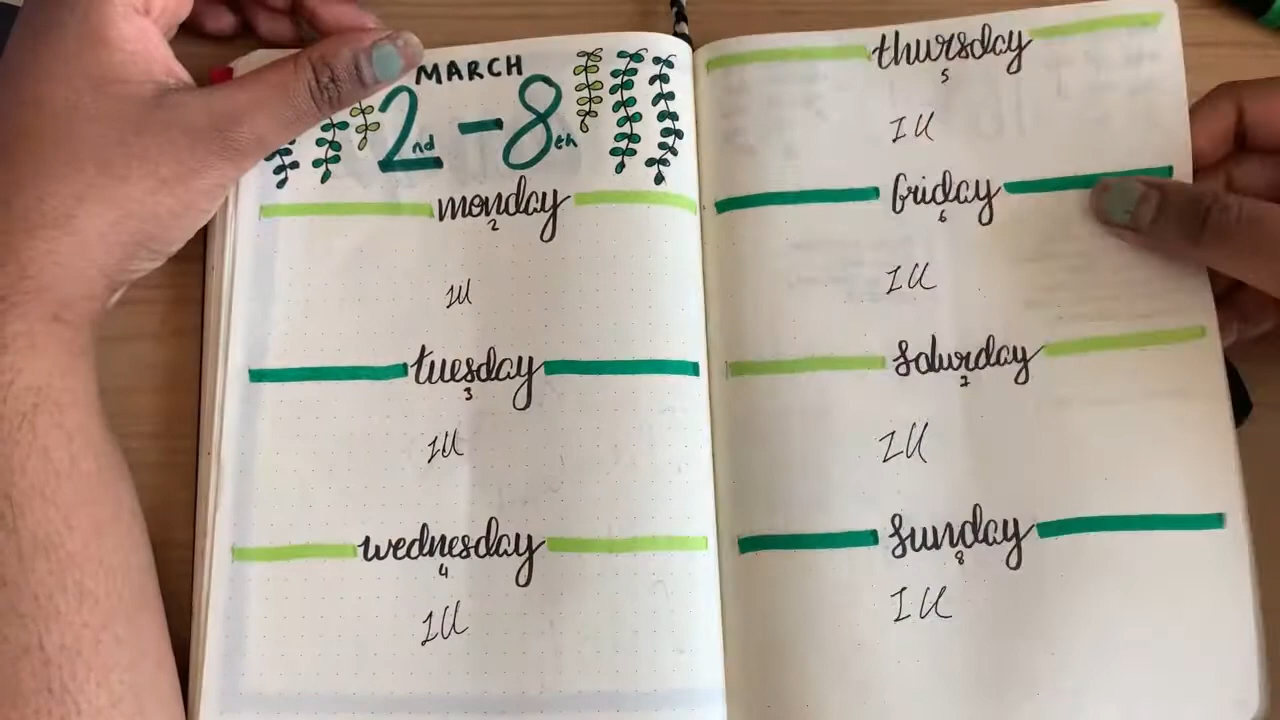 MARCH
2nd - 8th
monday
2
IU
tuesday
3
IU
wednesday
4
IU
thursday
5
IU
friday
6
IU
saturday
7
IU
sunday
8
IU